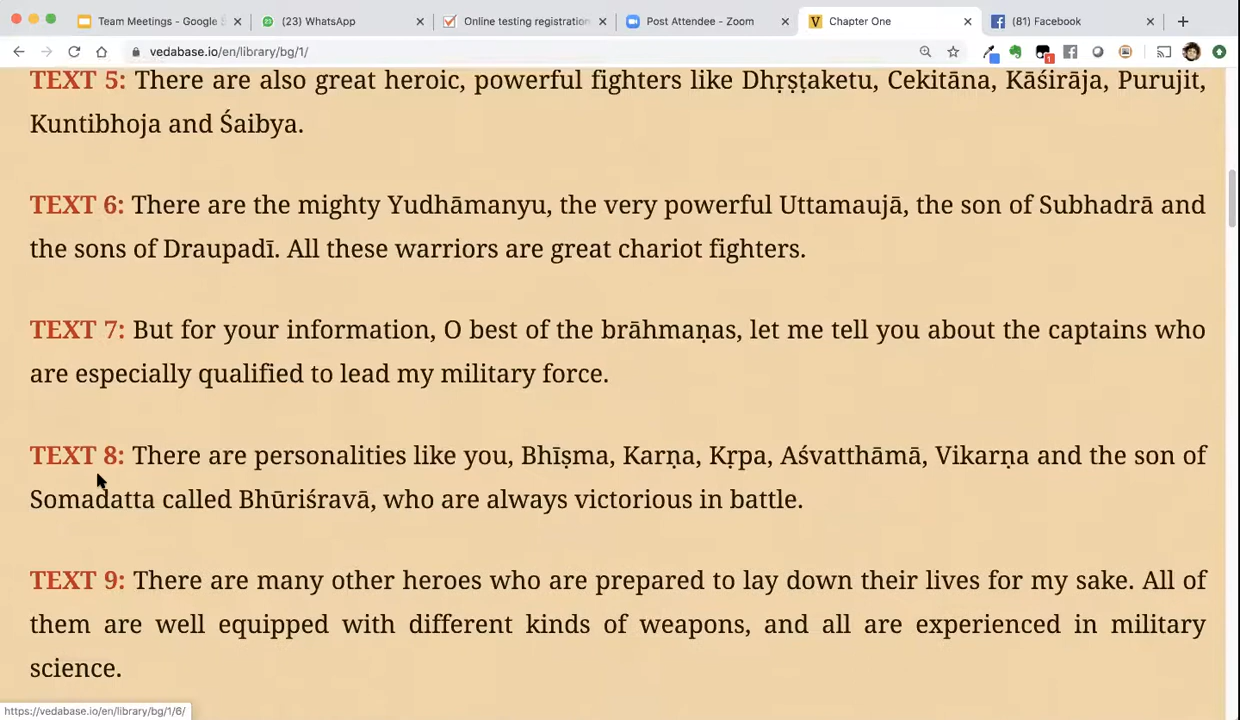 Team Meetings - Google S
(23) WhatsApp
Online testing registration
Post Attendee - Zoom
Chapter One
(81) Facebook
vedabase.io/en/library/bg/1/
TEXT 5: There are also great heroic, powerful fighters like Dhṛṣṭaketu, Cekitāna, Kāśirāja, Purujit,
Kuntibhoja and Śaibya.
TEXT 6: There are the mighty Yudhāmanyu, the very powerful Uttamaujā, the son of Subhadrā and
the sons of Draupadī. All these warriors are great chariot fighters.
TEXT 7: But for your information, O best of the brāhmaṇas, let me tell you about the captains who
are especially qualified to lead my military force.
TEXT 8: There are personalities like you, Bhīṣma, Karṇa, Kṛpa, Aśvatthāmā, Vikarṇa and the son of
Somadatta called Bhūriśravā, who are always victorious in battle.
TEXT 9: There are many other heroes who are prepared to lay down their lives for my sake. All of
them are well equipped with different kinds of weapons, and all are experienced in military
science.
https://vedabase.io/en/library/bg/1/6/